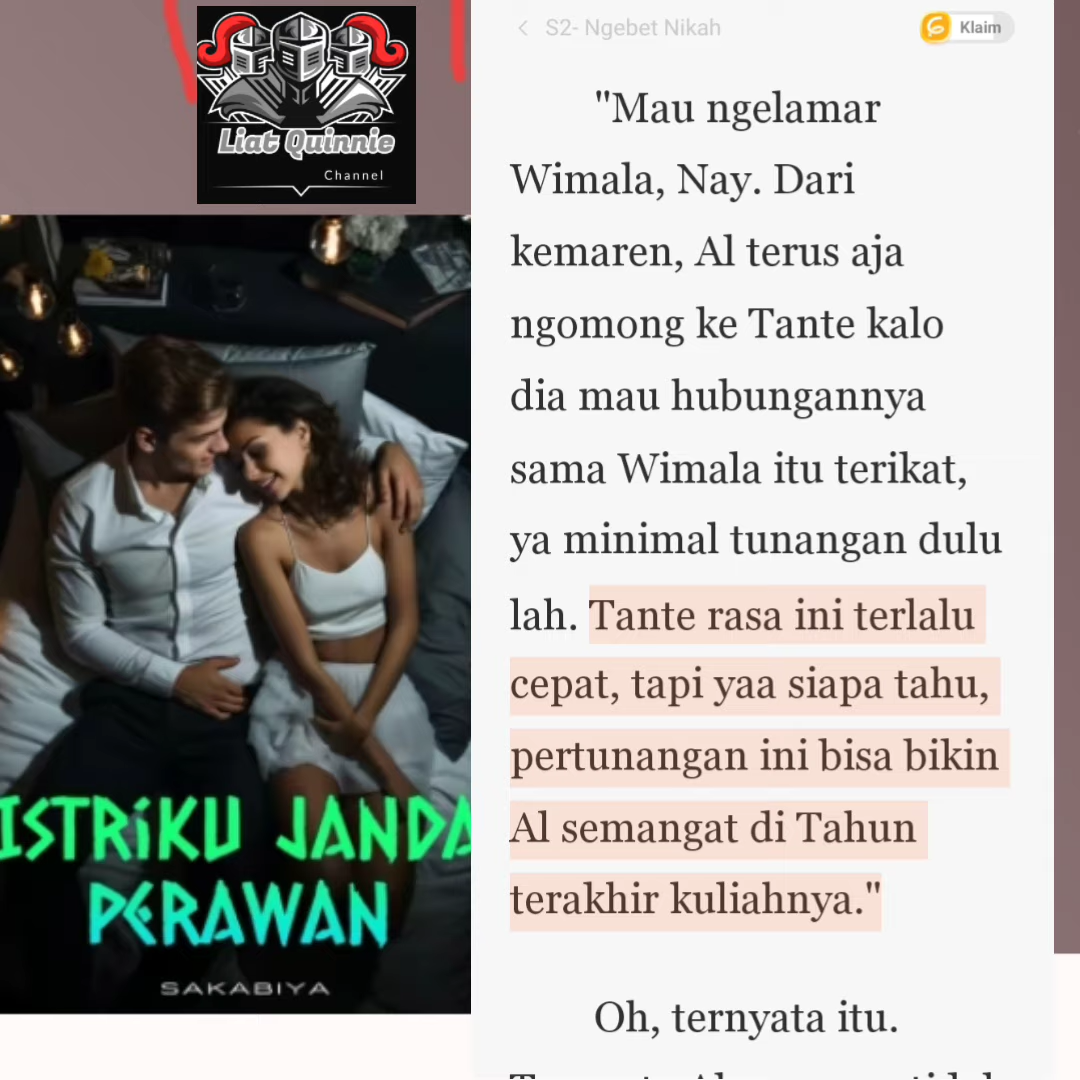 Liat Quinnie
Channel
ISTRIKU JANDA
PERAWAN
SAKABIYA
S2- Ngebet Nikah
Klaim
"Mau ngelamar
Wimala, Nay. Dari
kemaren, Al terus aja
ngomong ke Tante kalo
dia mau hubungannya
sama Wimala itu terikat,
ya minimal tunangan dulu
lah. Tante rasa ini terlalu
cepat, tapi yaa siapa tahu,
pertunangan ini bisa bikin
Al semangat di Tahun
terakhir kuliahnya."
Oh, ternyata itu.